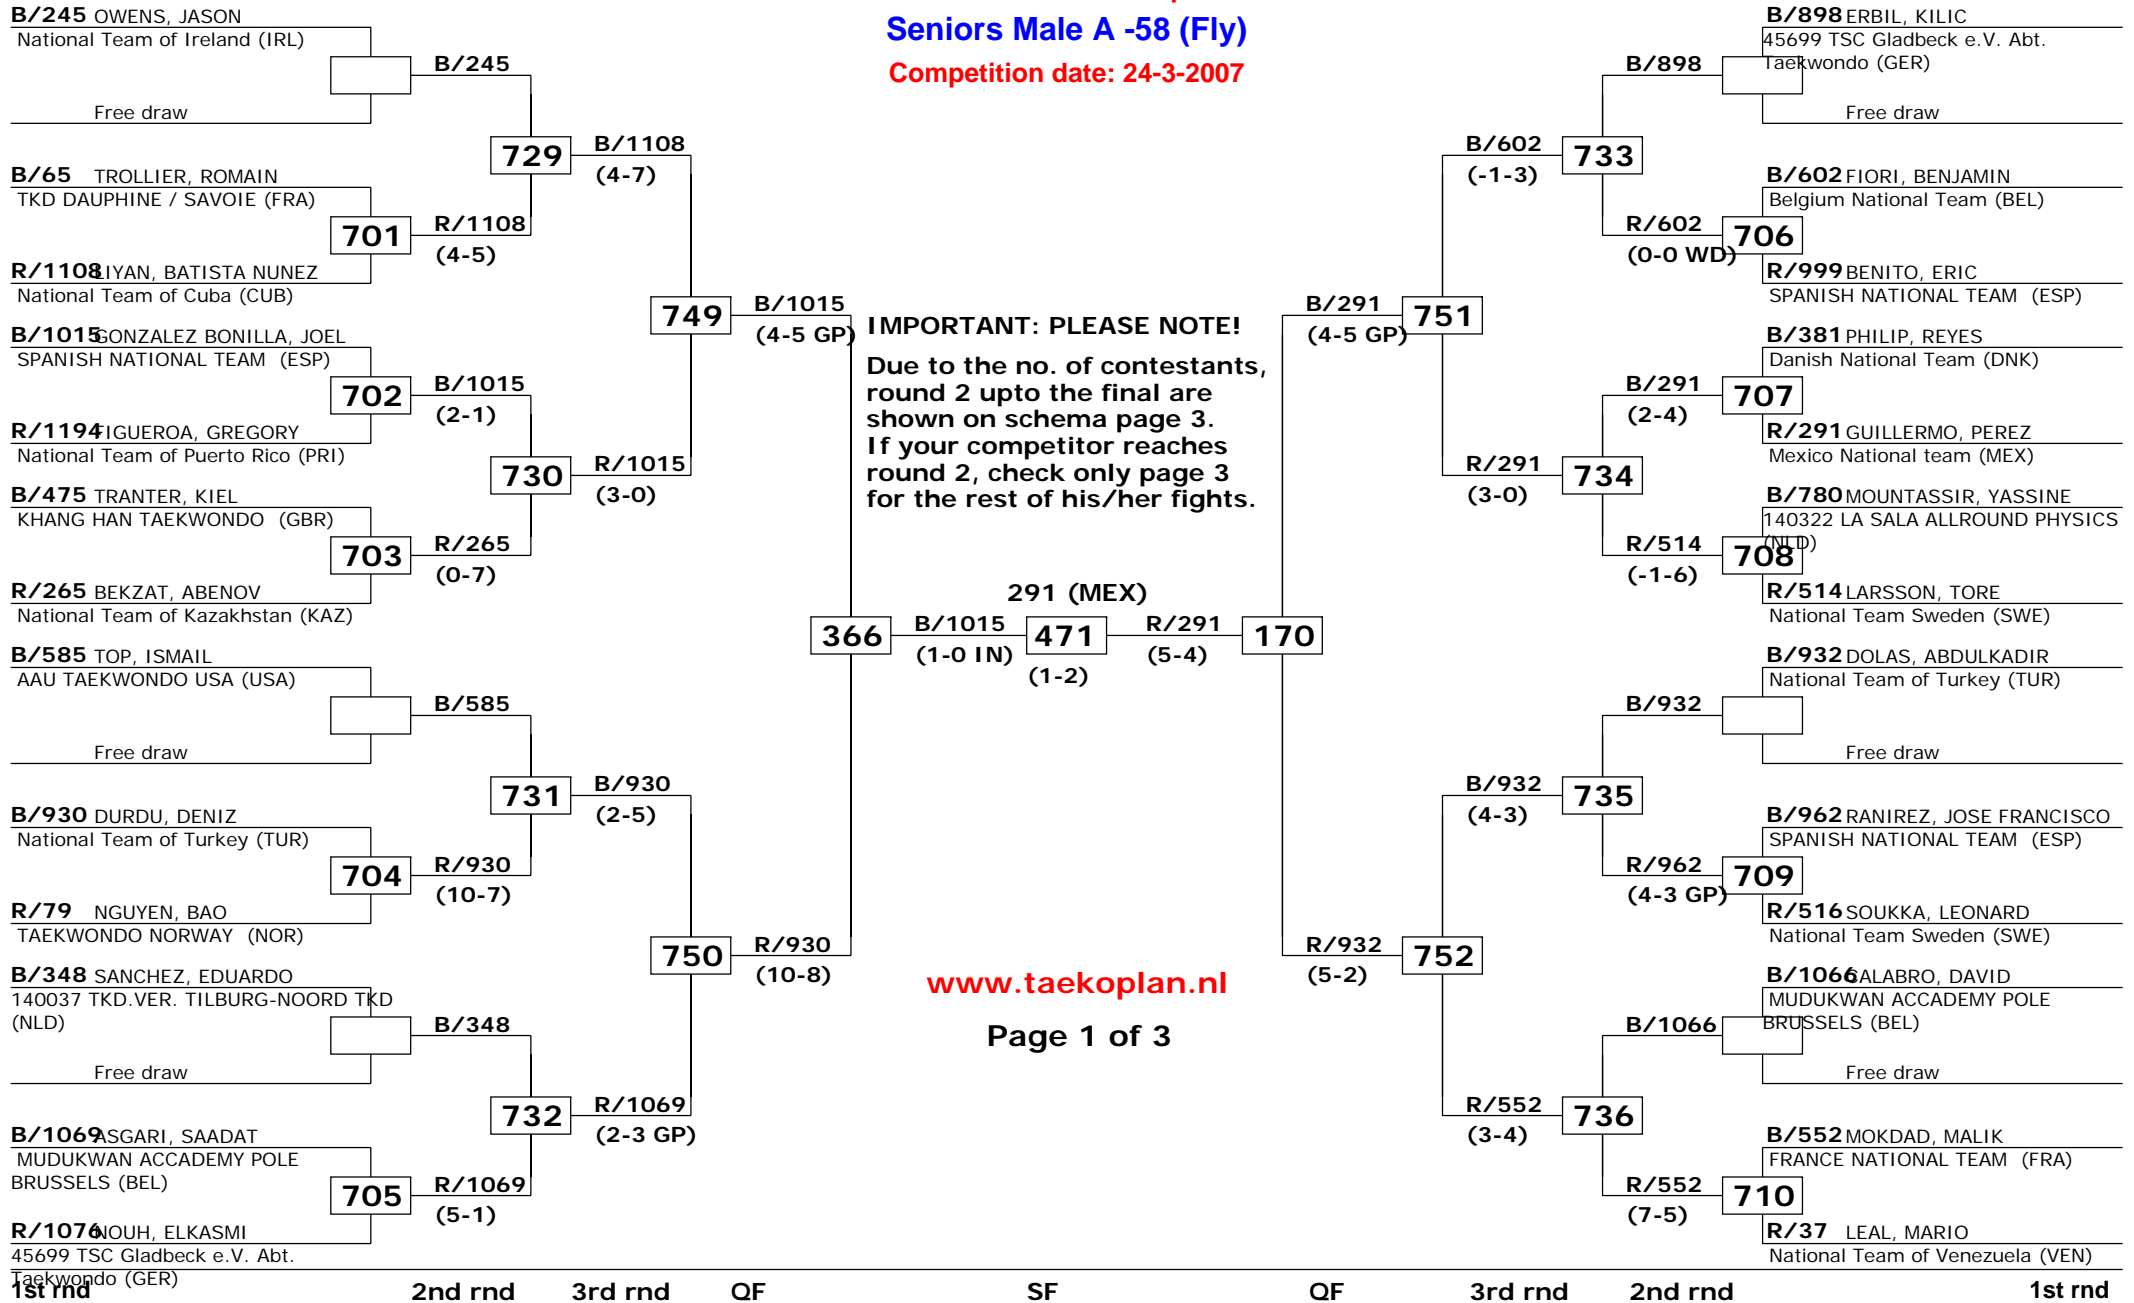 Seniors Male A -58 (Fly)
Competition date: 24-3-2007
B/245 OWENS, JASON
National Team of Ireland (IRL)
Free draw
B/65 TROLLIER, ROMAIN
TKD DAUPHINE / SAVOIE (FRA)
701
R/1108 LIYAN, BATISTA NUNEZ
National Team of Cuba (CUB)
B/1015 GONZALEZ BONILLA, JOEL
SPANISH NATIONAL TEAM (ESP)
702
R/1194 FIGUEROA, GREGORY
National Team of Puerto Rico (PRI)
B/475 TRANTER, KIEL
KHANG HAN TAEKWONDO (GBR)
703
R/265 BEKZAT, ABENOV
National Team of Kazakhstan (KAZ)
B/585 TOP, ISMAIL
AAU TAEKWONDO USA (USA)
Free draw
B/930 DURDU, DENIZ
National Team of Turkey (TUR)
704
R/79 NGUYEN, BAO
TAEKWONDO NORWAY (NOR)
B/348 SANCHEZ, EDUARDO
140037 TKD.VER. TILBURG-NOORD TKD
(NLD)
Free draw
B/1069 ASGARI, SAADAT
MUDUKWAN ACCADEMY POLE
BRUSSELS (BEL)
705
R/1076 NOUH, ELKASMI
45699 TSC Gladbeck e.V. Abt.
Taekwondo (GER)
B/245
729
R/1108
(4-5)
B/1015
(2-1)
730
R/265
(0-7)
B/585
731
R/930
(10-7)
B/348
732
R/1069
(5-1)
B/1108
(4-7)
749
R/1015
(3-0)
B/930
(2-5)
750
R/1069
(2-3 GP)
B/1015
(4-5 GP)
366
R/930
(10-8)
IMPORTANT: PLEASE NOTE!
Due to the no. of contestants,
round 2 upto the final are
shown on schema page 3.
If your competitor reaches
round 2, check only page 3
for the rest of his/her fights.
291 (MEX)
B/1015 471 R/291
(1-0 IN) (1-2) (5-4)
www.taekoplan.nl
Page 1 of 3
B/291
(4-5 GP)
170
R/932
(5-2)
B/602
(-1-3)
751
R/291
(3-0)
B/932
(4-3)
752
R/552
(3-4)
B/898
733
R/602
(0-0 WD)
B/291
(2-4)
734
R/514
(-1-6)
B/932
735
R/962
(4-3 GP)
B/1066
736
R/552
(7-5)
B/898 ERBIL, KILIC
45699 TSC Gladbeck e.V. Abt.
Taekwondo (GER)
Free draw
B/602 FIORI, BENJAMIN
Belgium National Team (BEL)
706
R/999 BENITO, ERIC
SPANISH NATIONAL TEAM (ESP)
B/381 PHILIP, REYES
Danish National Team (DNK)
707
R/291 GUILLERMO, PEREZ
Mexico National team (MEX)
B/780 MOUNTASSIR, YASSINE
140322 LA SALA ALLROUND PHYSICS
(NLD)
708
R/514 LARSSON, TORE
National Team Sweden (SWE)
B/932 DOLAS, ABDULKADIR
National Team of Turkey (TUR)
Free draw
B/962 RANIREZ, JOSE FRANCISCO
SPANISH NATIONAL TEAM (ESP)
709
R/516 SOUKKA, LEONARD
National Team Sweden (SWE)
B/1066 CALABRO, DAVID
MUDUKWAN ACCADEMY POLE
BRUSSELS (BEL)
Free draw
B/552 MOKDAD, MALIK
FRANCE NATIONAL TEAM (FRA)
710
R/37 LEAL, MARIO
National Team of Venezuela (VEN)
1st rnd 2nd rnd 3rd rnd QF SF QF 3rd rnd 2nd rnd 1st rnd